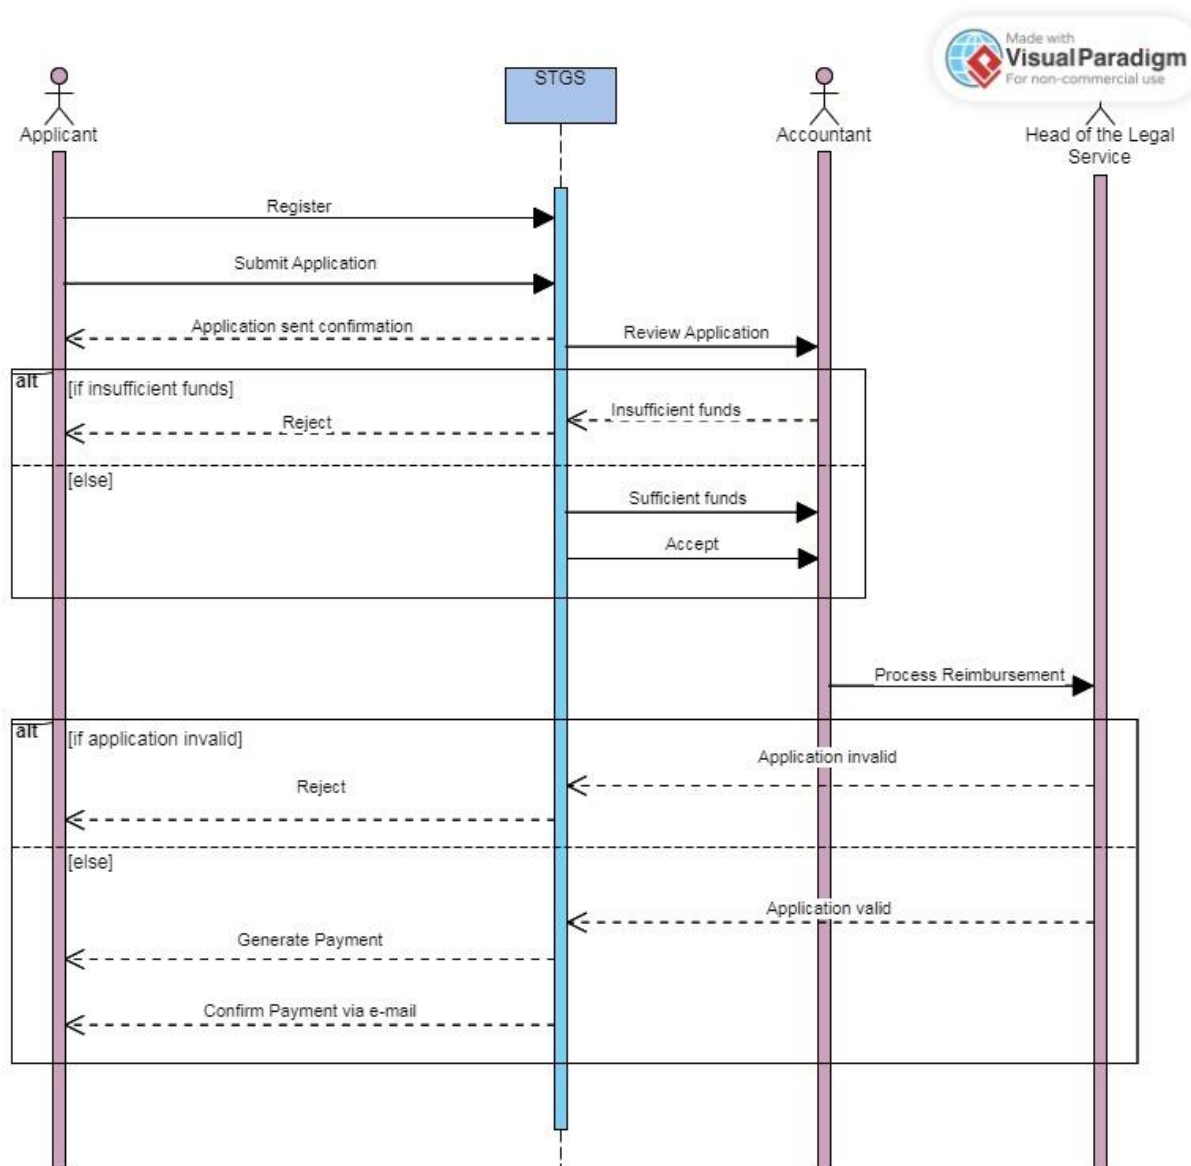 Made with
Visual Paradigm
For non-commercial use
STGS
Applicant
Accountant
Head of the Legal
Service
Register
Submit Application
Application sent confirmation
Review Application
alt
[if insufficient funds]
Insufficient funds
Reject
[else]
Sufficient funds
Accept
Process Reimbursement
alt
[if application invalid]
Application invalid
Reject
[else]
Application valid
Generate Payment
Confirm Payment via e-mail